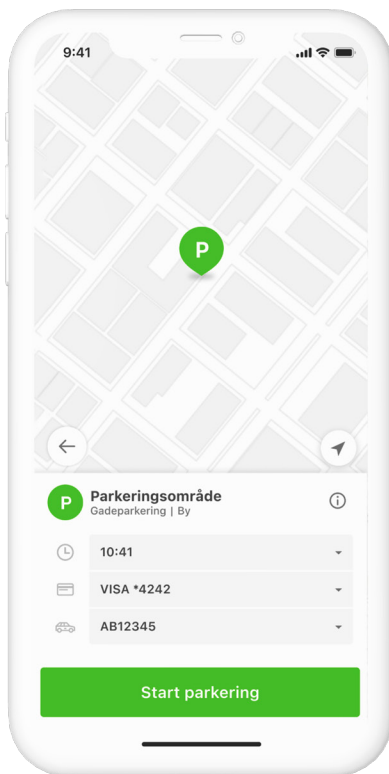 9:41
P
P
Parkeringsområde
Gadeparkering | By
10:41
VISA *4242
AB12345
Start parkering